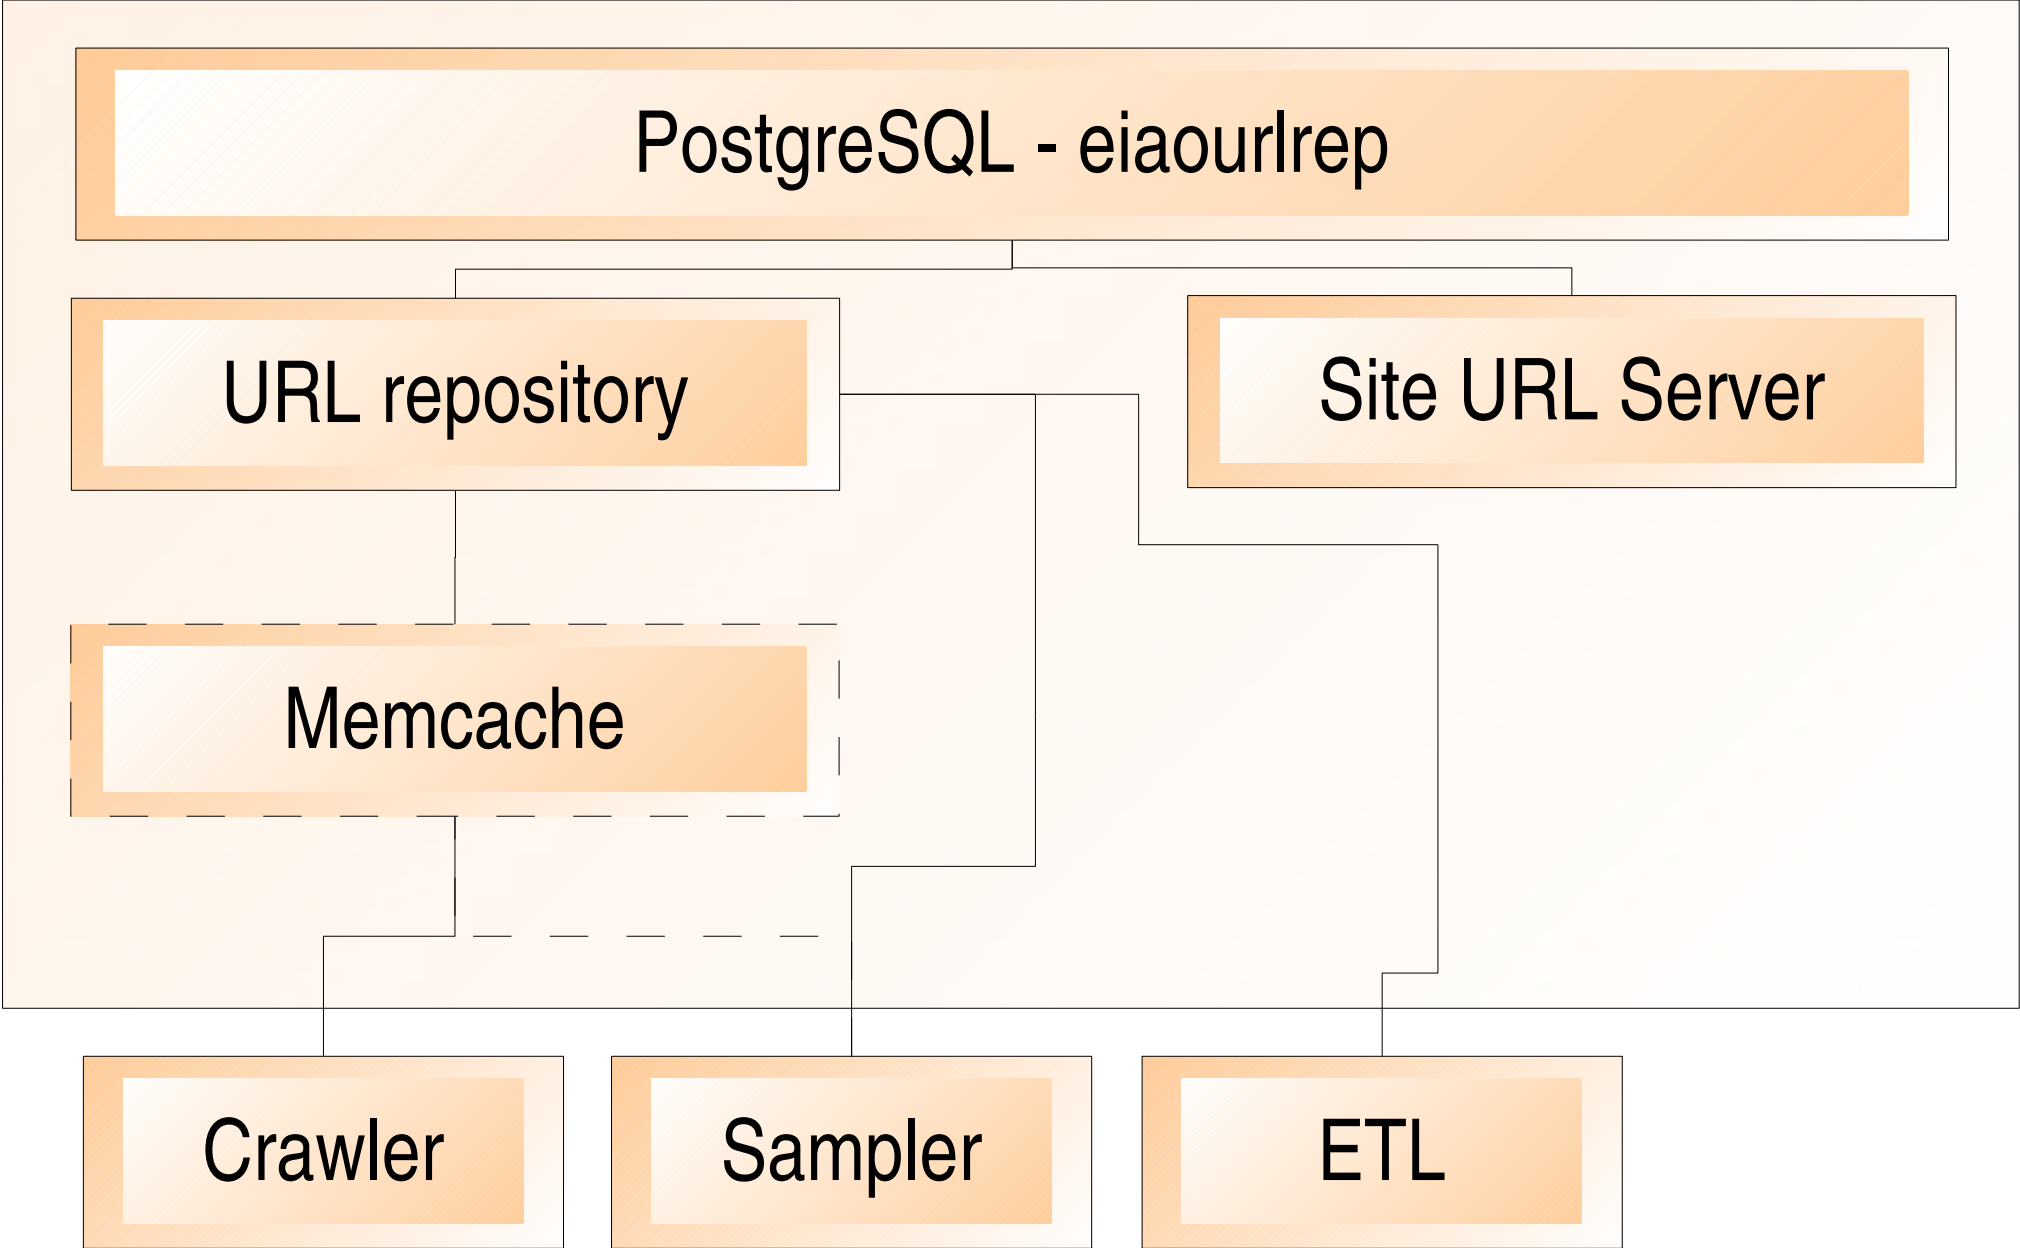 PostgreSQL - eiaourlrep
URL repository
Site URL Server
Memcache
Crawler
Sampler
ETL